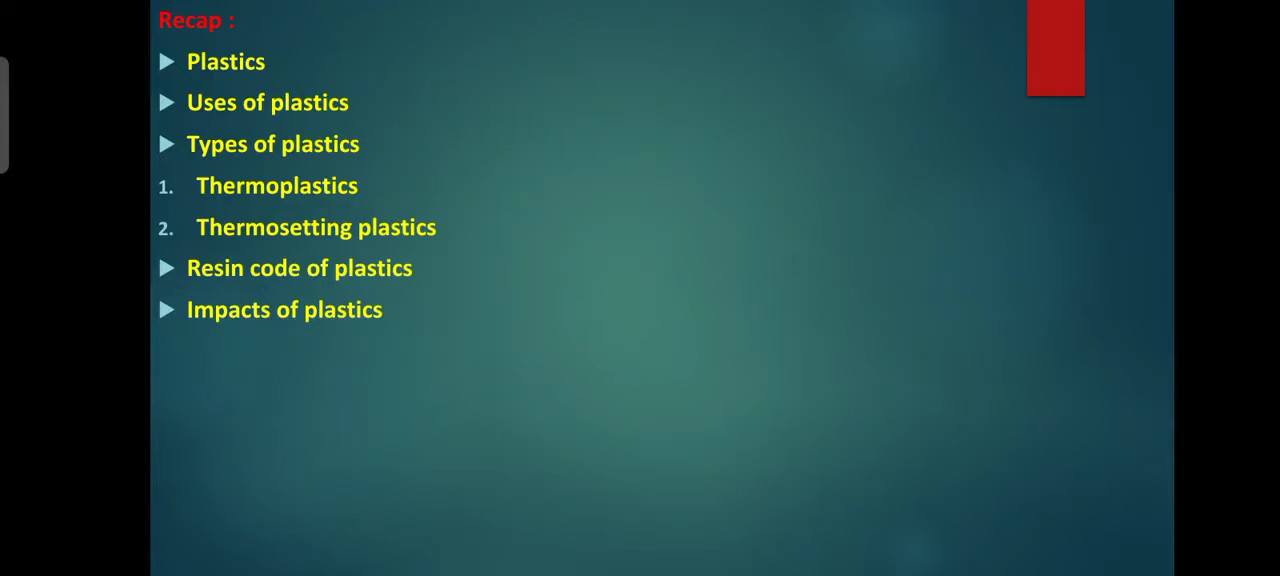 Recap :
Plastics
Uses of plastics
Types of plastics
1. Thermoplastics
2. Thermosetting plastics
Resin code of plastics
Impacts of plastics